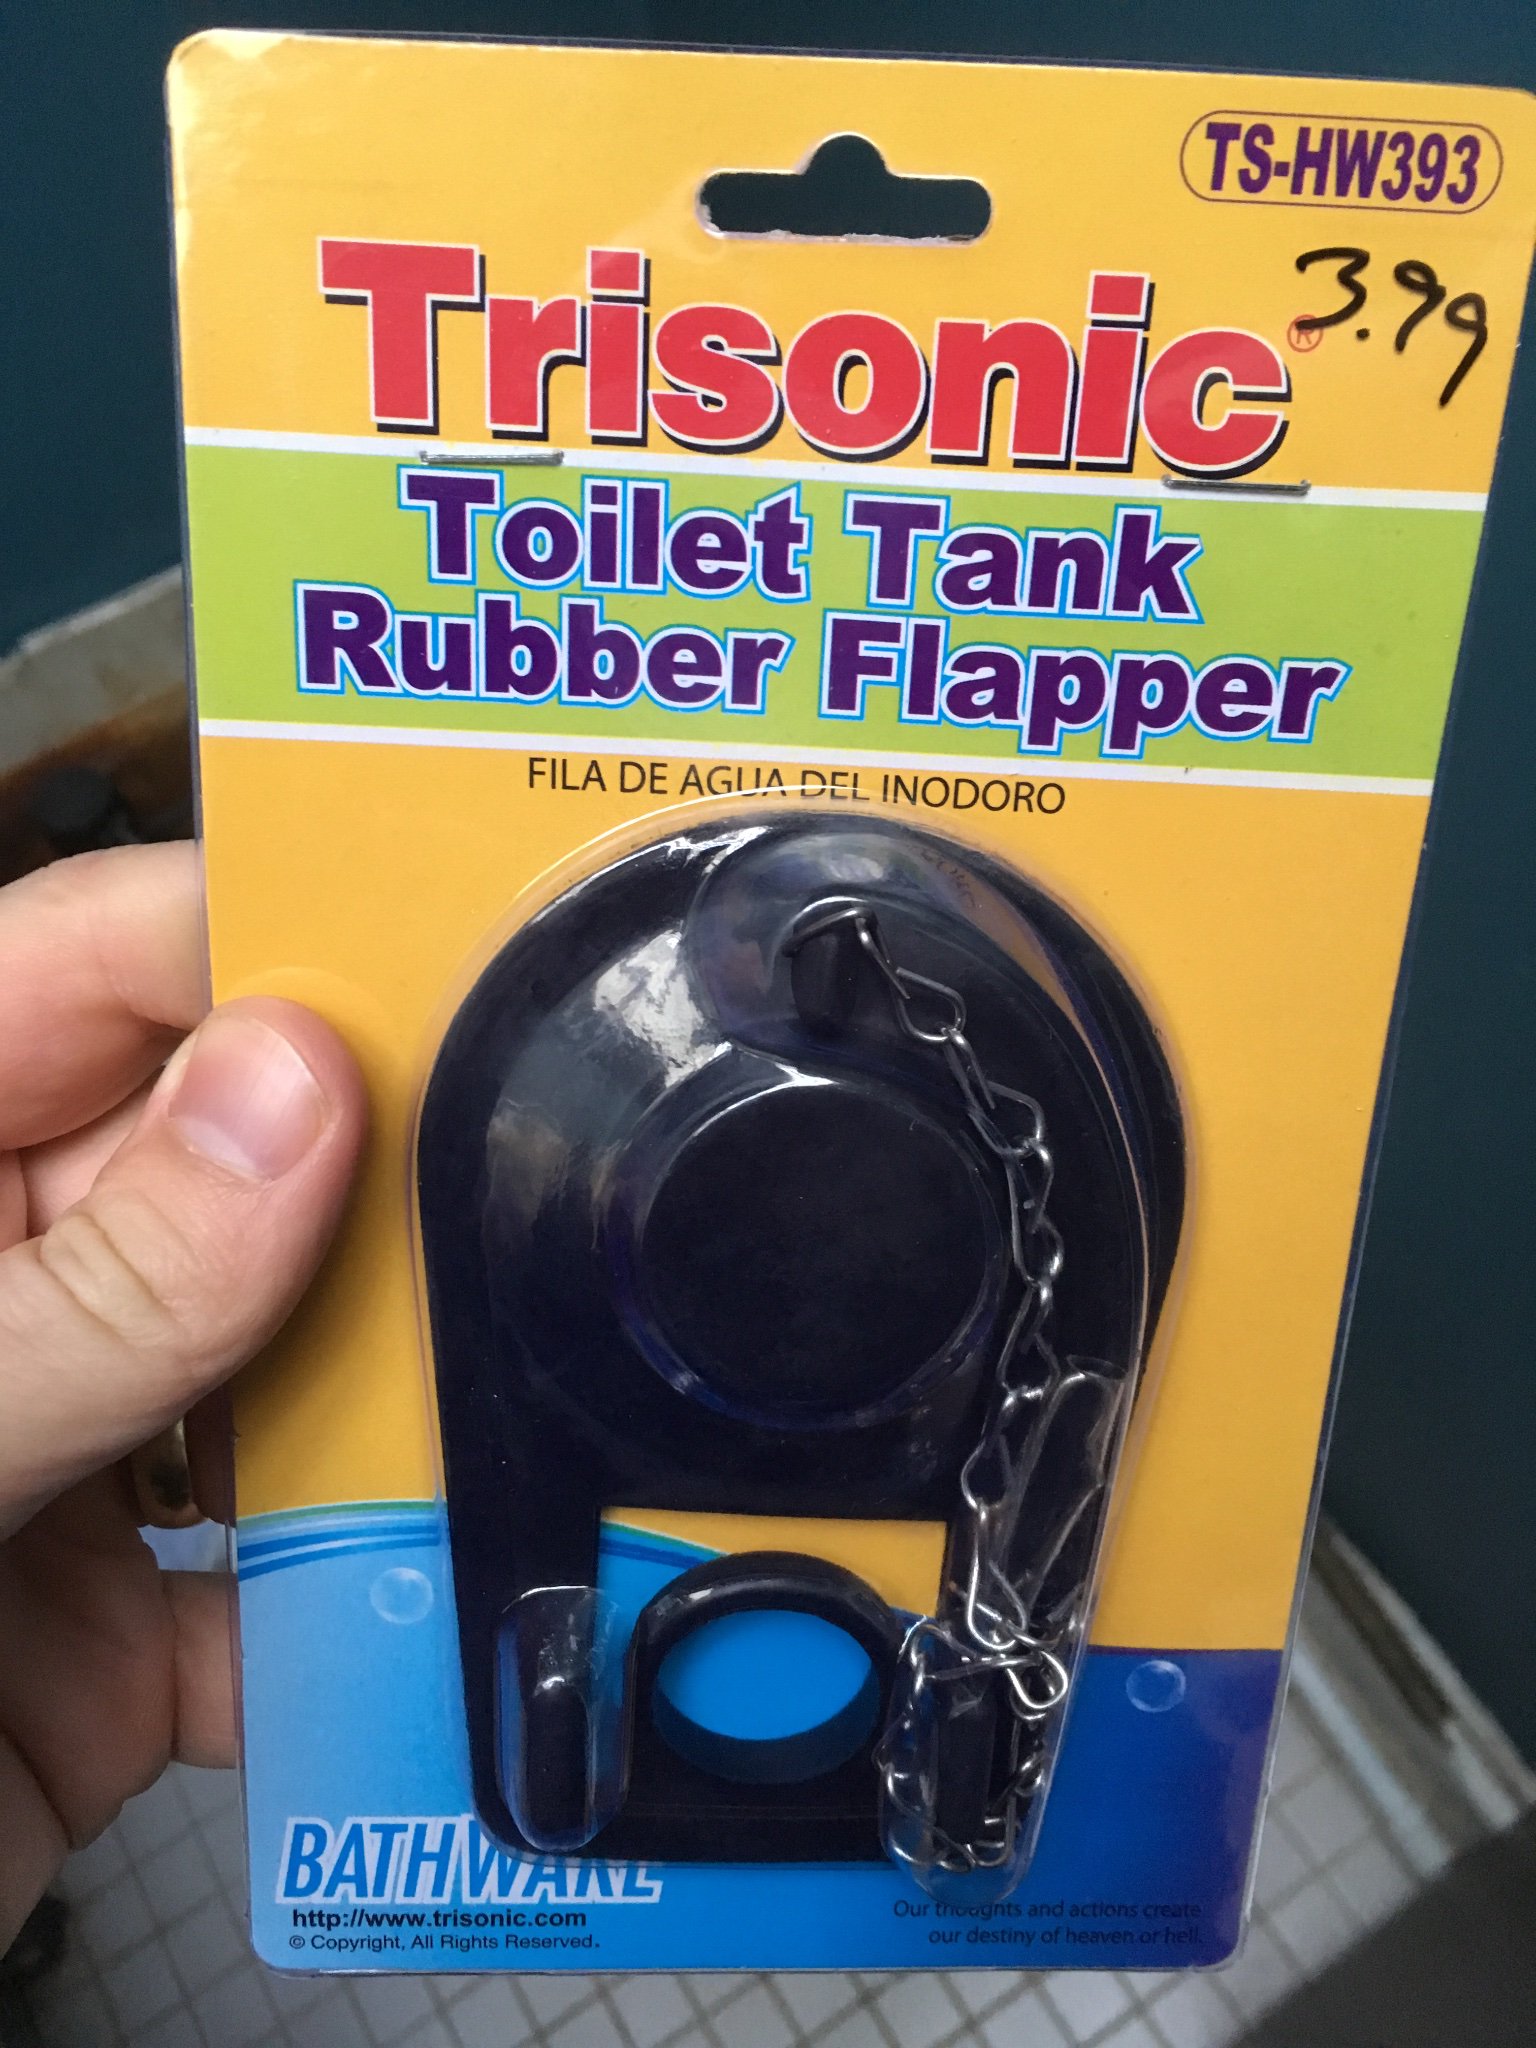 TS-HW393
3.99
Trisonic®
Toilet Tank
Rubber Flapper
FILA DE AGUA DEL INODORO
BATHWARE
http://www.trisonic.com
© Copyright, All Rights Reserved.
Our thoughts and actions create
our destiny of heaven or hell.